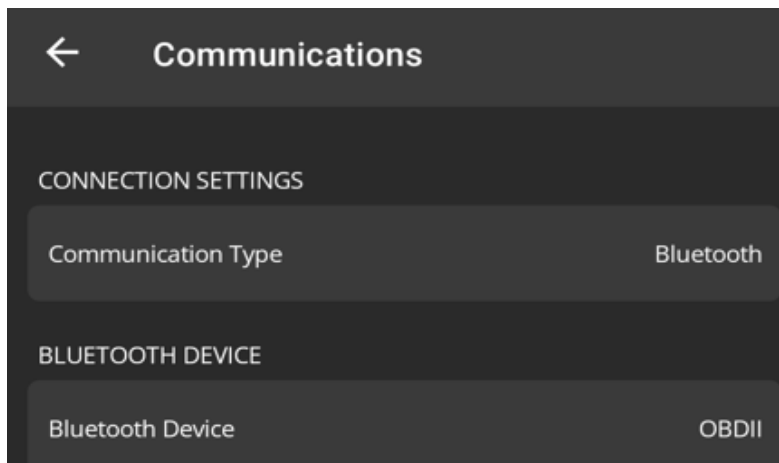 Communications
CONNECTION SETTINGS
Communication Type Bluetooth
BLUETOOTH DEVICE
Bluetooth Device OBDII